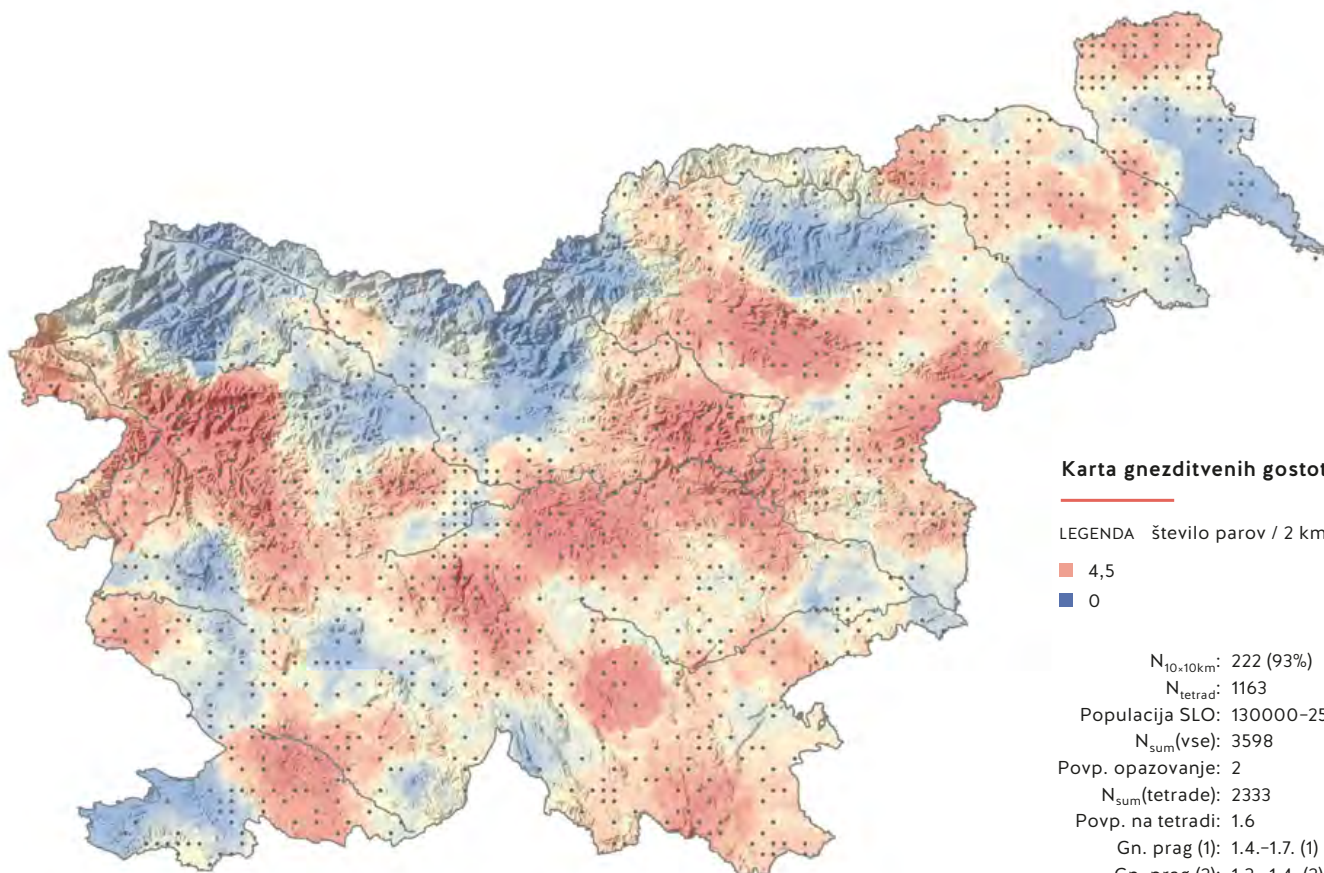 Karta gnezditvenih gostot
LEGENDA število parov / 2 km
4,5
0
N10×10km: 222 (93%)
Ntetrad: 1163
Populacija SLO: 130000–25
Nsum(vse): 3598
Povp. opazovanje: 2
Nsum(tetrade): 2333
Povp. na tetradi: 1.6
Gn. prag (1): 1.4.–1.7. (1)